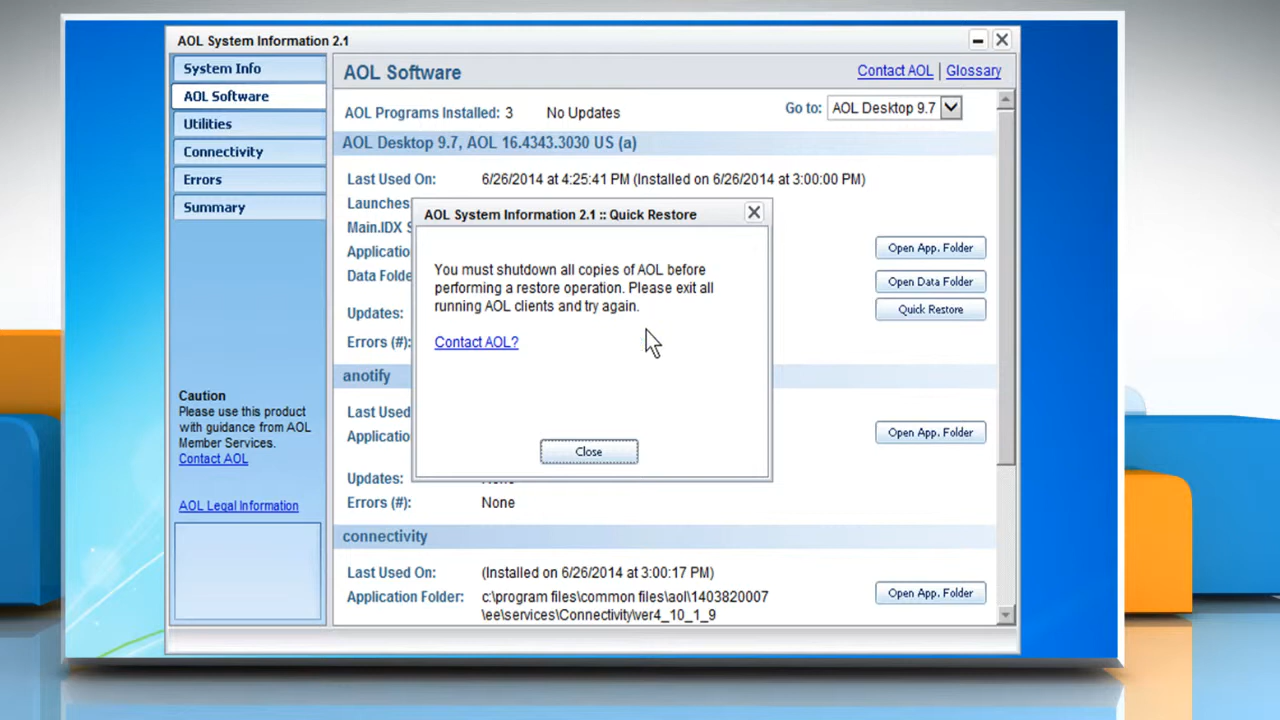 AOL System Information 2.1
System Info
AOL Software
Utilities
Connectivity
Errors
Summary
Caution
Please use this product
with guidance from AOL
Member Services.
Contact AOL
AOL Legal Information
AOL Software
Contact AOL | Glossary
AOL Programs Installed: 3 No Updates
Go to: AOL Desktop 9.7
AOL Desktop 9.7, AOL 16.4343.3030 US (a)
Last Used On: 6/26/2014 at 4:25:41 PM (Installed on 6/26/2014 at 3:00:00 PM)
Launches
Main.IDX S
Applicatio
Open App. Folder
Data Folde
Open Data Folder
Updates:
Quick Restore
Errors (#):
AOL System Information 2.1 :: Quick Restore
You must shutdown all copies of AOL before
performing a restore operation. Please exit all
running AOL clients and try again.
Contact AOL?
Close
anotify
Last Used
Applicatio
Open App. Folder
Updates: None
Errors (#): None
connectivity
Last Used On: (Installed on 6/26/2014 at 3:00:17 PM)
Application Folder: c:\program files\common files\aol\1403820007
\ee\services\Connectivity\ver4_10_1_9
Open App. Folder